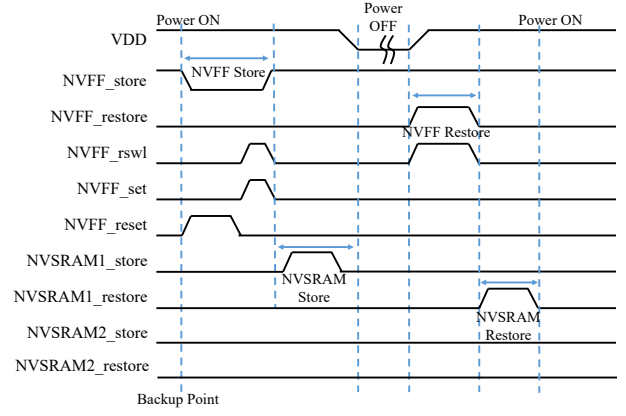 Power ON
Power
OFF
Power ON
VDD
NVFF_store
NVFF Store
NVFF_restore
NVFF Restore
NVFF_rswl
NVFF_set
NVFF_reset
NVSRAM1_store
NVSRAM
Store
NVSRAM1_restore
NVSRAM
Restore
NVSRAM2_store
NVSRAM2_restore
Backup Point